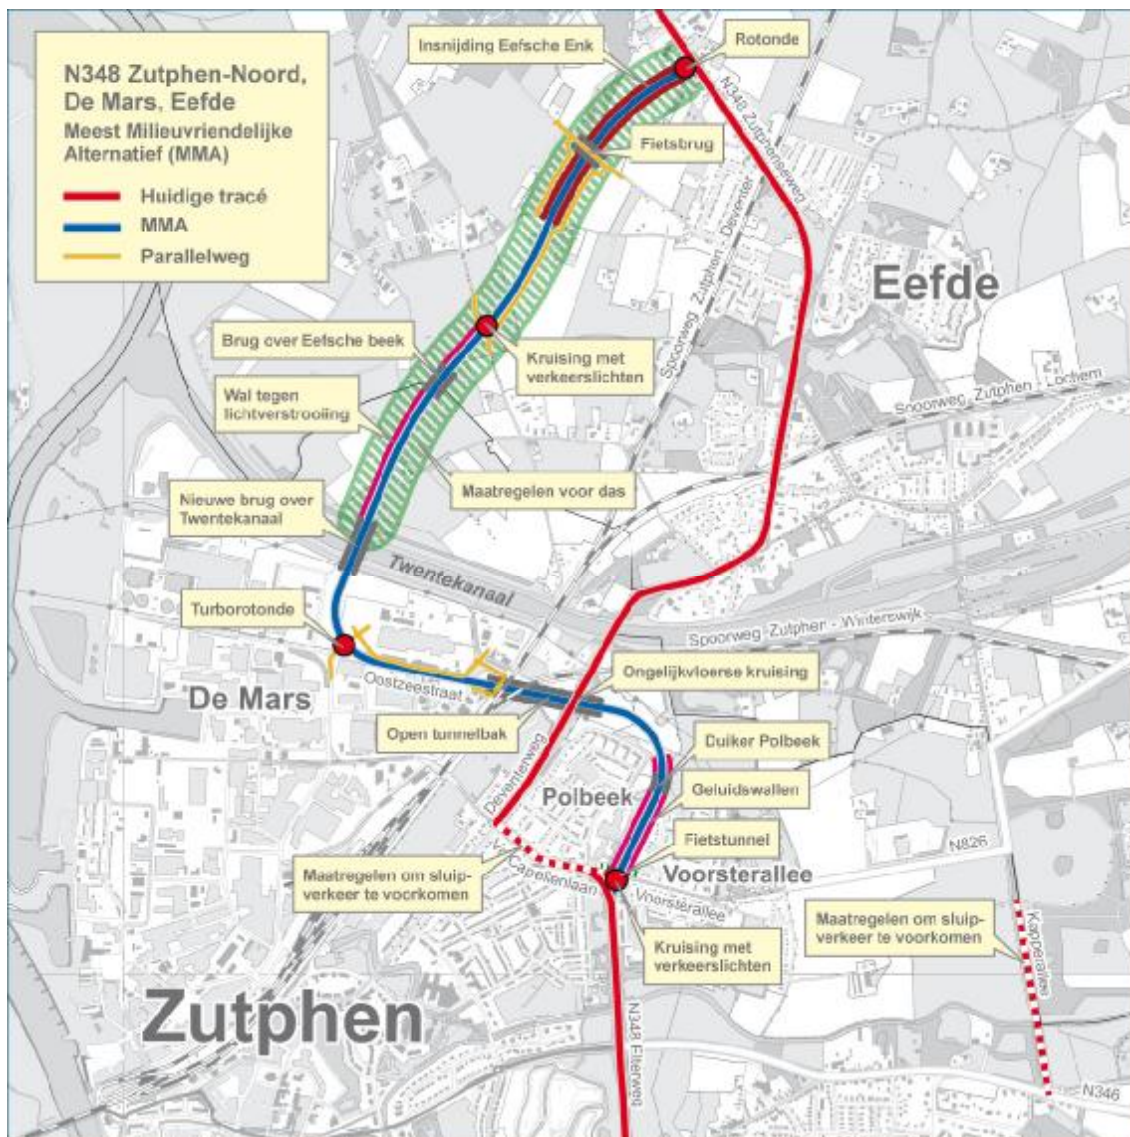 N348 Zutphen-Noord,
De Mars, Eefde
Meest Milieuvriendelijke
Alternatief (MMA)
Huidige tracé
MMA
Parallelweg
Insnijding Eefsche Enk
Rotonde
N348 Zutphenseweg
Fietsbrug
Spoorweg Zutphen - Deventer
Eefde
Brug over Eefsche beek
Kruising met
verkeerslichten
Wal tegen
lichtverstrooiing
Spoorweg Zutphen - Lochem
Maatregelen voor das
Nieuwe brug over
Twentekanaal
Twentekanaal
Turborotonde
Spoorweg Zutphen - Winterswijk
Ongelijkvloerse kruising
Oostzeestraat
De Mars
Open tunnelbak
Duiker Polbeek
Deventerweg
Polbeek
Geluidswallen
Fietstunnel
N826
Maatregelen om sluip-
verkeer te voorkomen
V. Capellenlaan
Voorsterallee
Voorsterallee
Maatregelen om sluip-
verkeer te voorkomen
Kapperallee
Kruising met
verkeerslichten
Zutphen
N348 Elterweg
N346